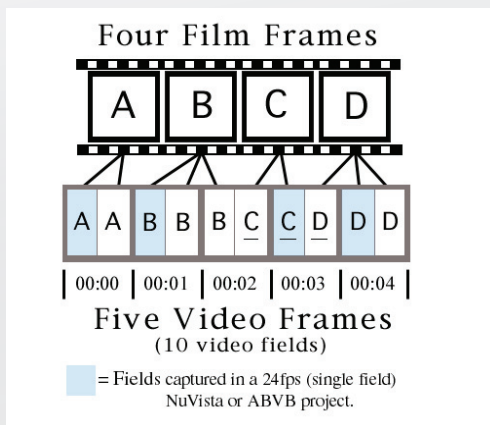 Four Film Frames
A B C D
A A B B B C C D D D
00:00 00:01 00:02 00:03 00:04
Five Video Frames
(10 video fields)
= Fields captured in a 24fps (single field)
NuVista or ABVB project.